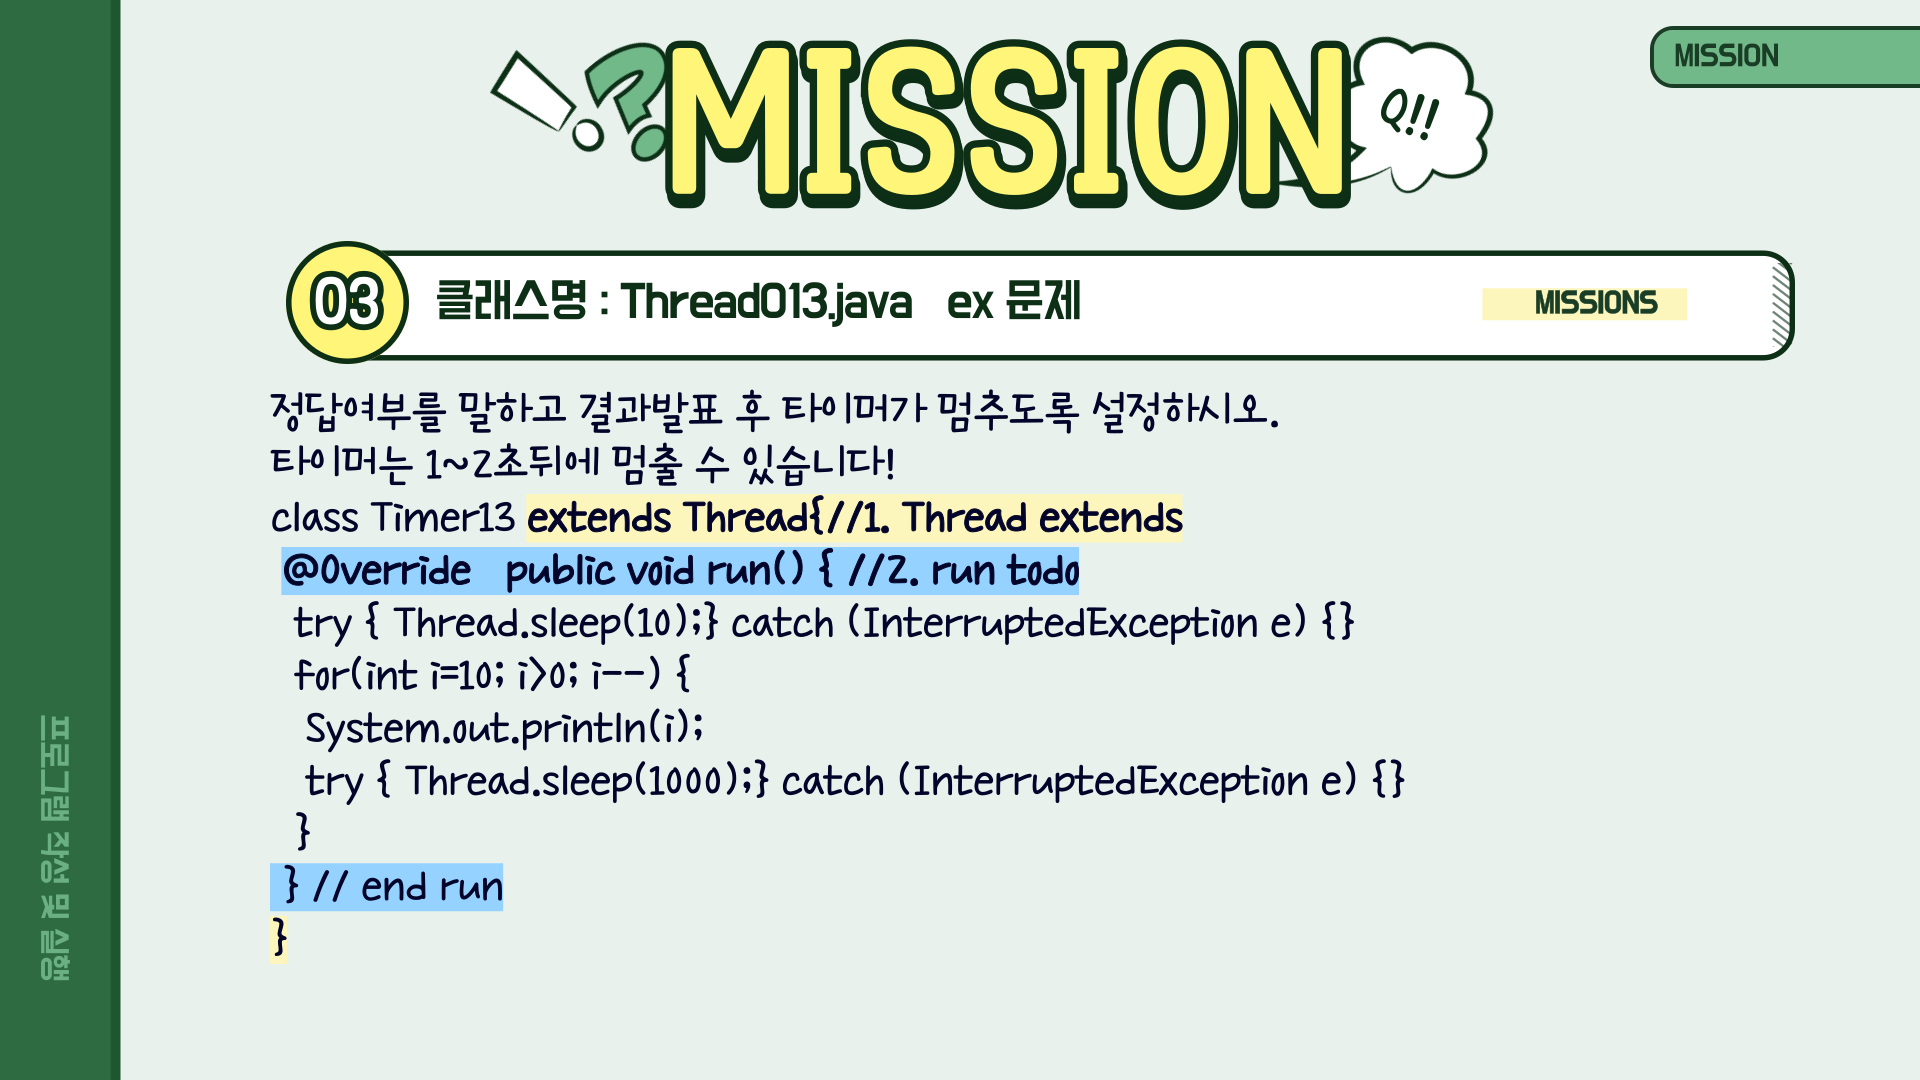 MISSION
!?
MISSION
Q!!
03
클래스명 : Thread013.java   ex 문제
MISSIONS
정답여부를 말하고 결과발표 후 타이머가 멈추도록 설정하시오.
타이머는 1~2초뒤에 멈출 수 있습니다!
class Timer13 extends Thread{//1. Thread extends
@Override   public void run() { //2. run todo
try { Thread.sleep(10);} catch (InterruptedException e) {}
for(int i=10; i>0; i--) {
System.out.println(i);
try { Thread.sleep(1000);} catch (InterruptedException e) {}
}
} // end run
}
프로그램 작성 및 실행